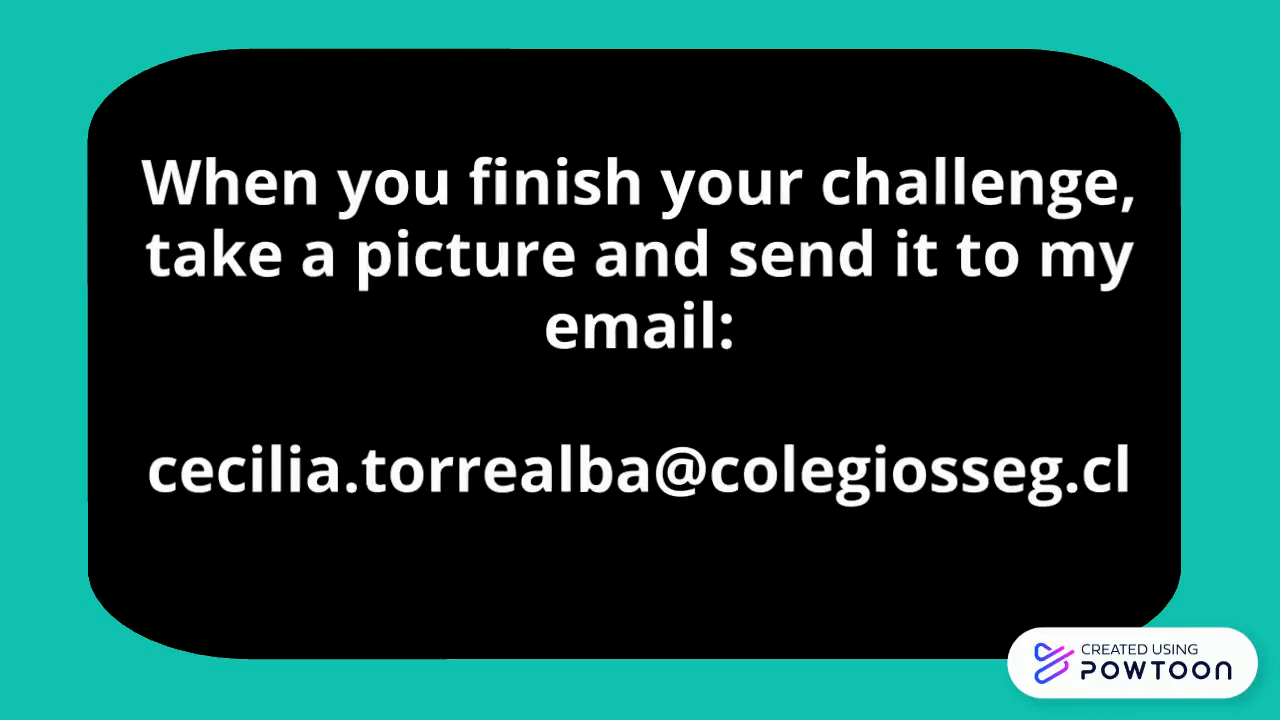 When you finish your challenge,
take a picture and send it to my
email:
cecilia.torrealba@colegiosseg.cl
CREATED USING
POWTOON